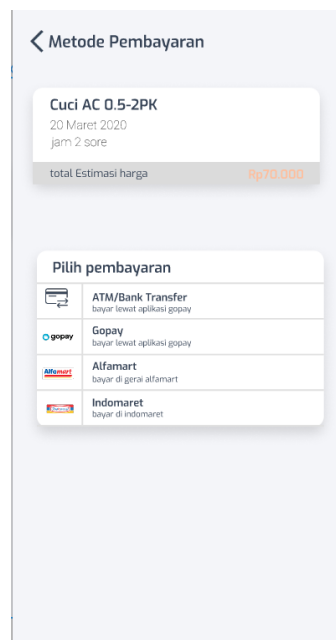 Metode Pembayaran
Cuci AC 0.5-2PK
20 Maret 2020
jam 2 sore
total Estimasi harga Rp70.000
Pilih pembayaran
ATM/Bank Transfer
bayar lewat aplikasi gopay
gopay
Gopay
bayar lewat aplikasi gopay
Alfamart
Alfamart
bayar di gerai alfamart
Indomaret
bayar di indomaret